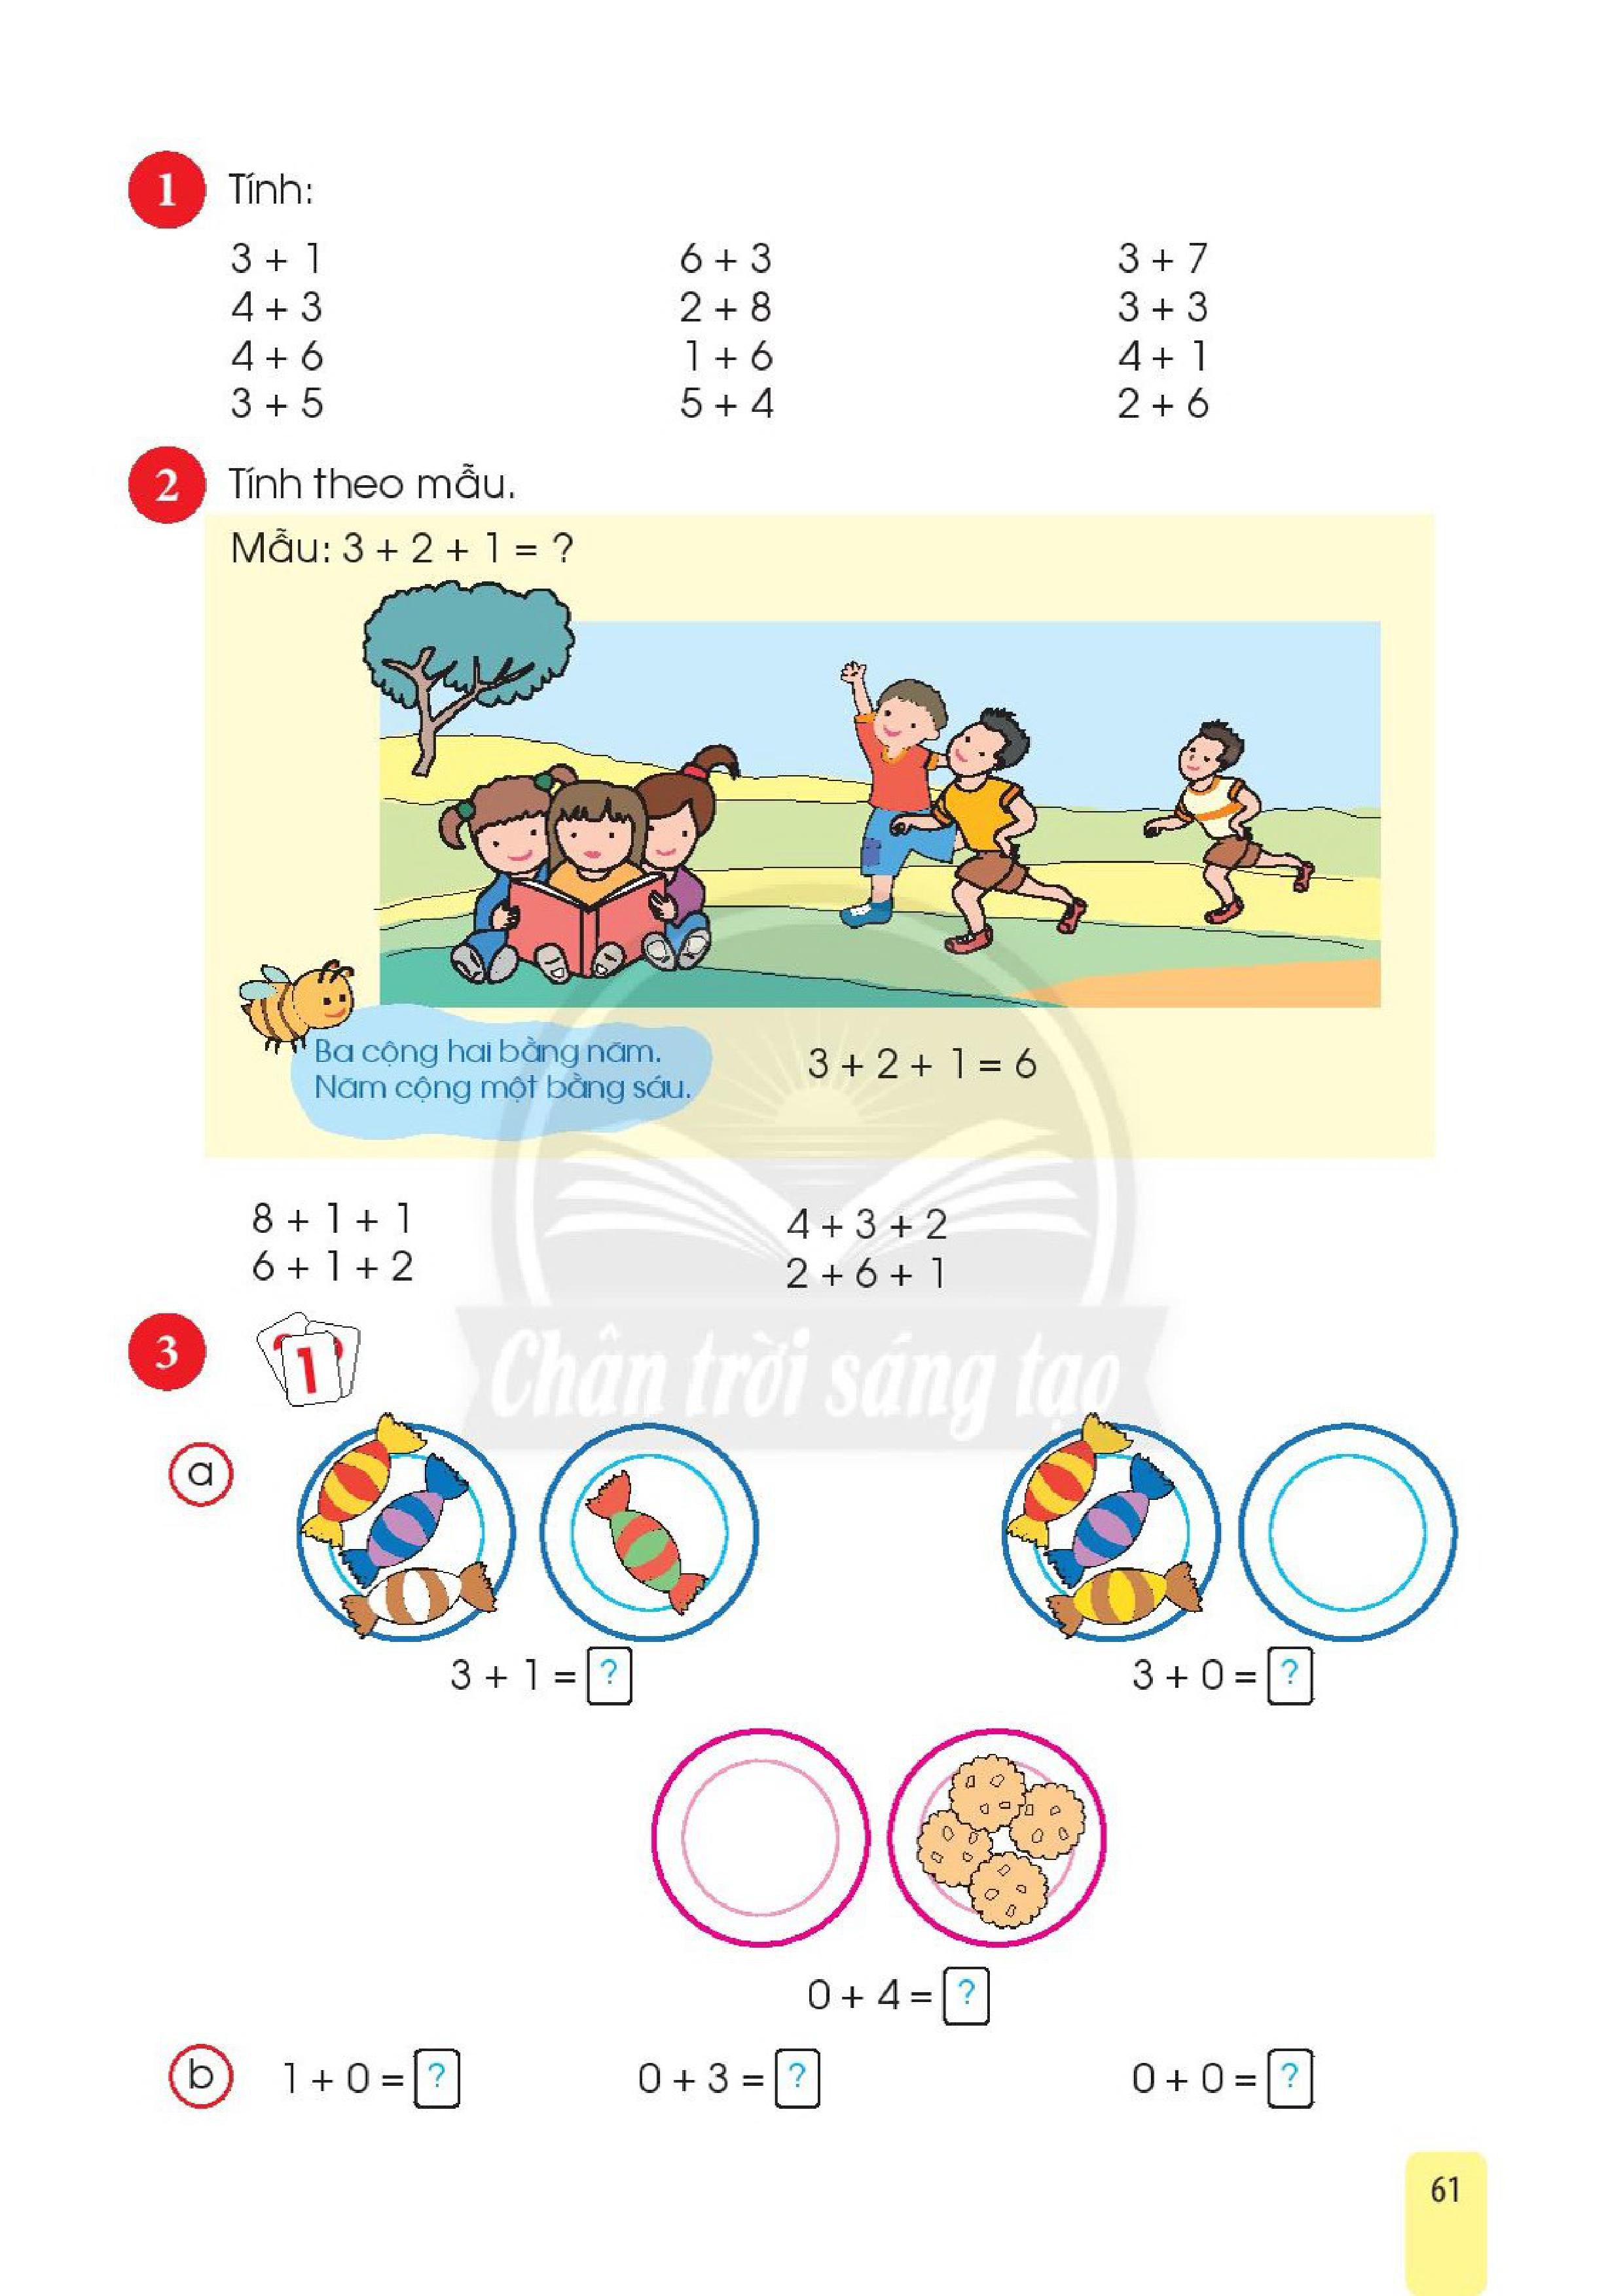 1 Tính:
3 + 1 6 + 3 3 + 7
4 + 3 2 + 8 3 + 3
4 + 6 1 + 6 4 + 1
3 + 5 5 + 4 2 + 6
2 Tính theo mẫu.
Mẫu: 3 + 2 + 1 = ?
Ba cộng hai bằng năm.
Năm cộng một bằng sáu.
3 + 2 + 1 = 6
8 + 1 + 1 4 + 3 + 2
6 + 1 + 2 2 + 6 + 1
3 1
Chân trời sáng tạo
a
3 + 1 = ? 3 + 0 = ?
0 + 4 = ?
b 1 + 0 = ? 0 + 3 = ? 0 + 0 = ?
61